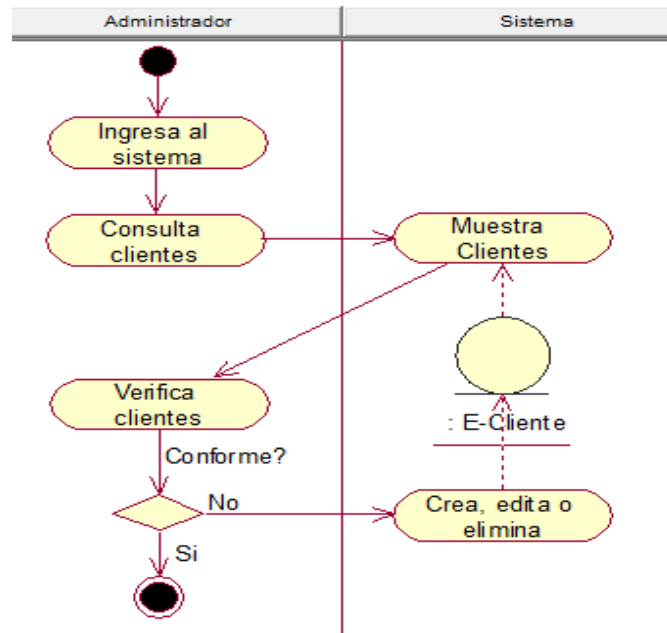 Administrador
Sistema
Ingresa al
sistema
Consulta
clientes
Muestra
Clientes
Verifica
clientes
: E-Cliente
Conforme?
No
Crea, edita o
elimina
Si